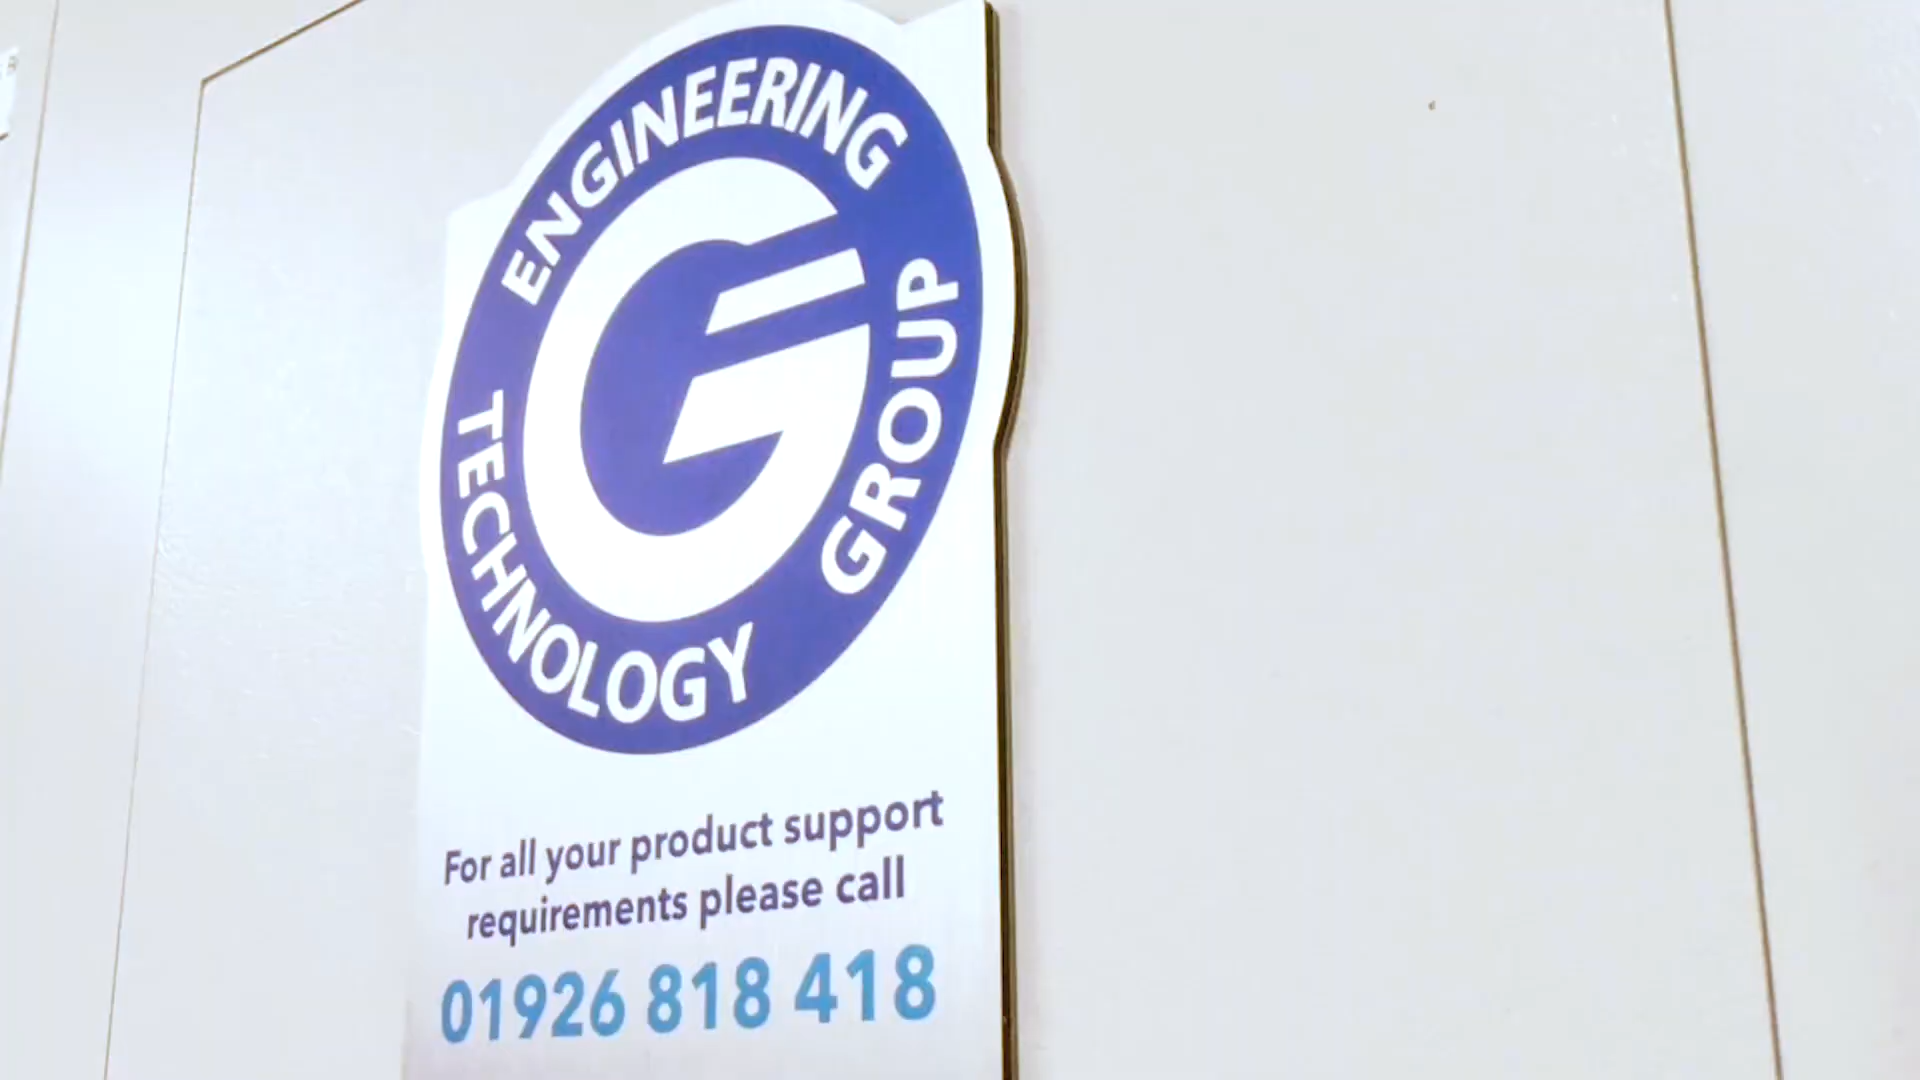 ENGINEERING
TECHNOLOGY
GROUP
For all your product support
requirements please call
01926 818 418